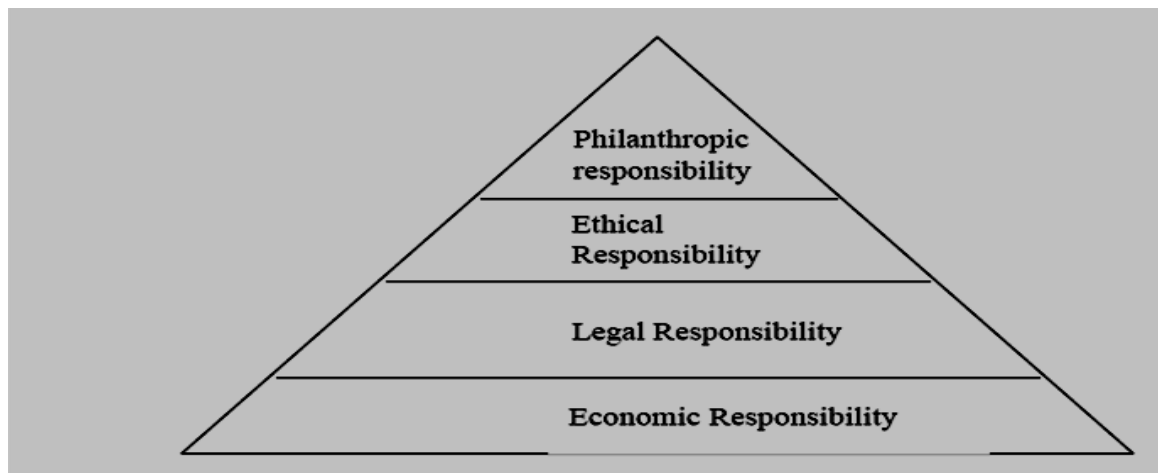 Philanthropic
responsibility
Ethical
Responsibility
Legal Responsibility
Economic Responsibility